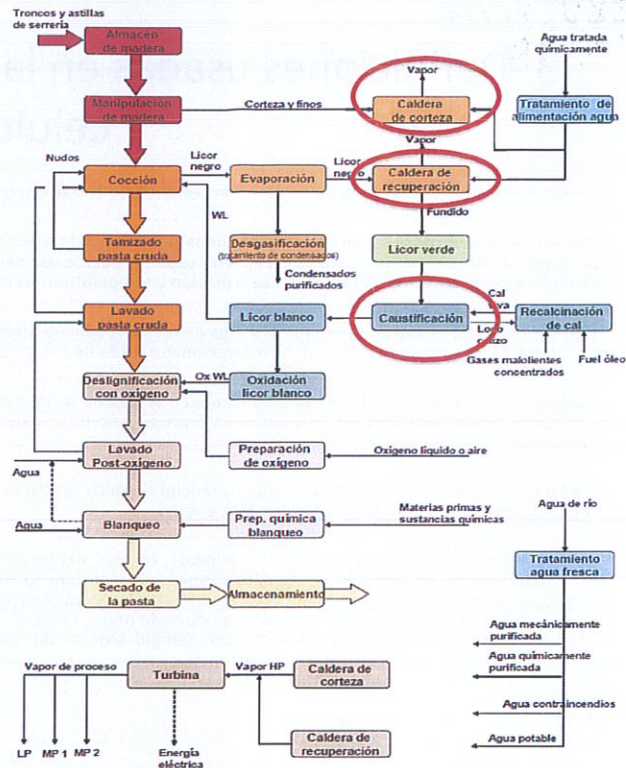 Troncos y astillas
de serrería
Almacén
de madera
Agua tratada
químicamente
Vapor
Manipulación
de madera
Corteza y finos
Caldera
de corteza
Tratamiento de
alimentación agua
Vapor
Nudos
Licor
negro
Licor
negro
Cocción
Evaporación
Caldera de
recuperación
WL
Fundido
Tamizado
pasta cruda
Desgasificación
(tratamiento de condensados)
Licor verde
Condensados
purificados
Cal
viva
Lavado
pasta cruda
Licor blanco
Caustificación
Recalcinación
de cal
Lodo
calizo
Gases malolientes
concentrados
Fuel óleo
Deslignificación
con oxígeno
Ox WL
Oxidación
licor blanco
Lavado
Post-oxígeno
Preparación
de oxígeno
Oxígeno líquido o aire
Agua
Materias primas y
sustancias químicas
Agua de río
Agua
Blanqueo
Prep. química
blanqueo
Tratamiento
agua fresca
Secado de
la pasta
Almacenamiento
Agua mecánicamente
purificada
Vapor de proceso
Turbina
Vapor HP
Caldera de
corteza
Agua químicamente
purificada
Agua contraincendios
Caldera de
recuperación
Agua potable
LP
MP 1
MP 2
Energía
eléctrica